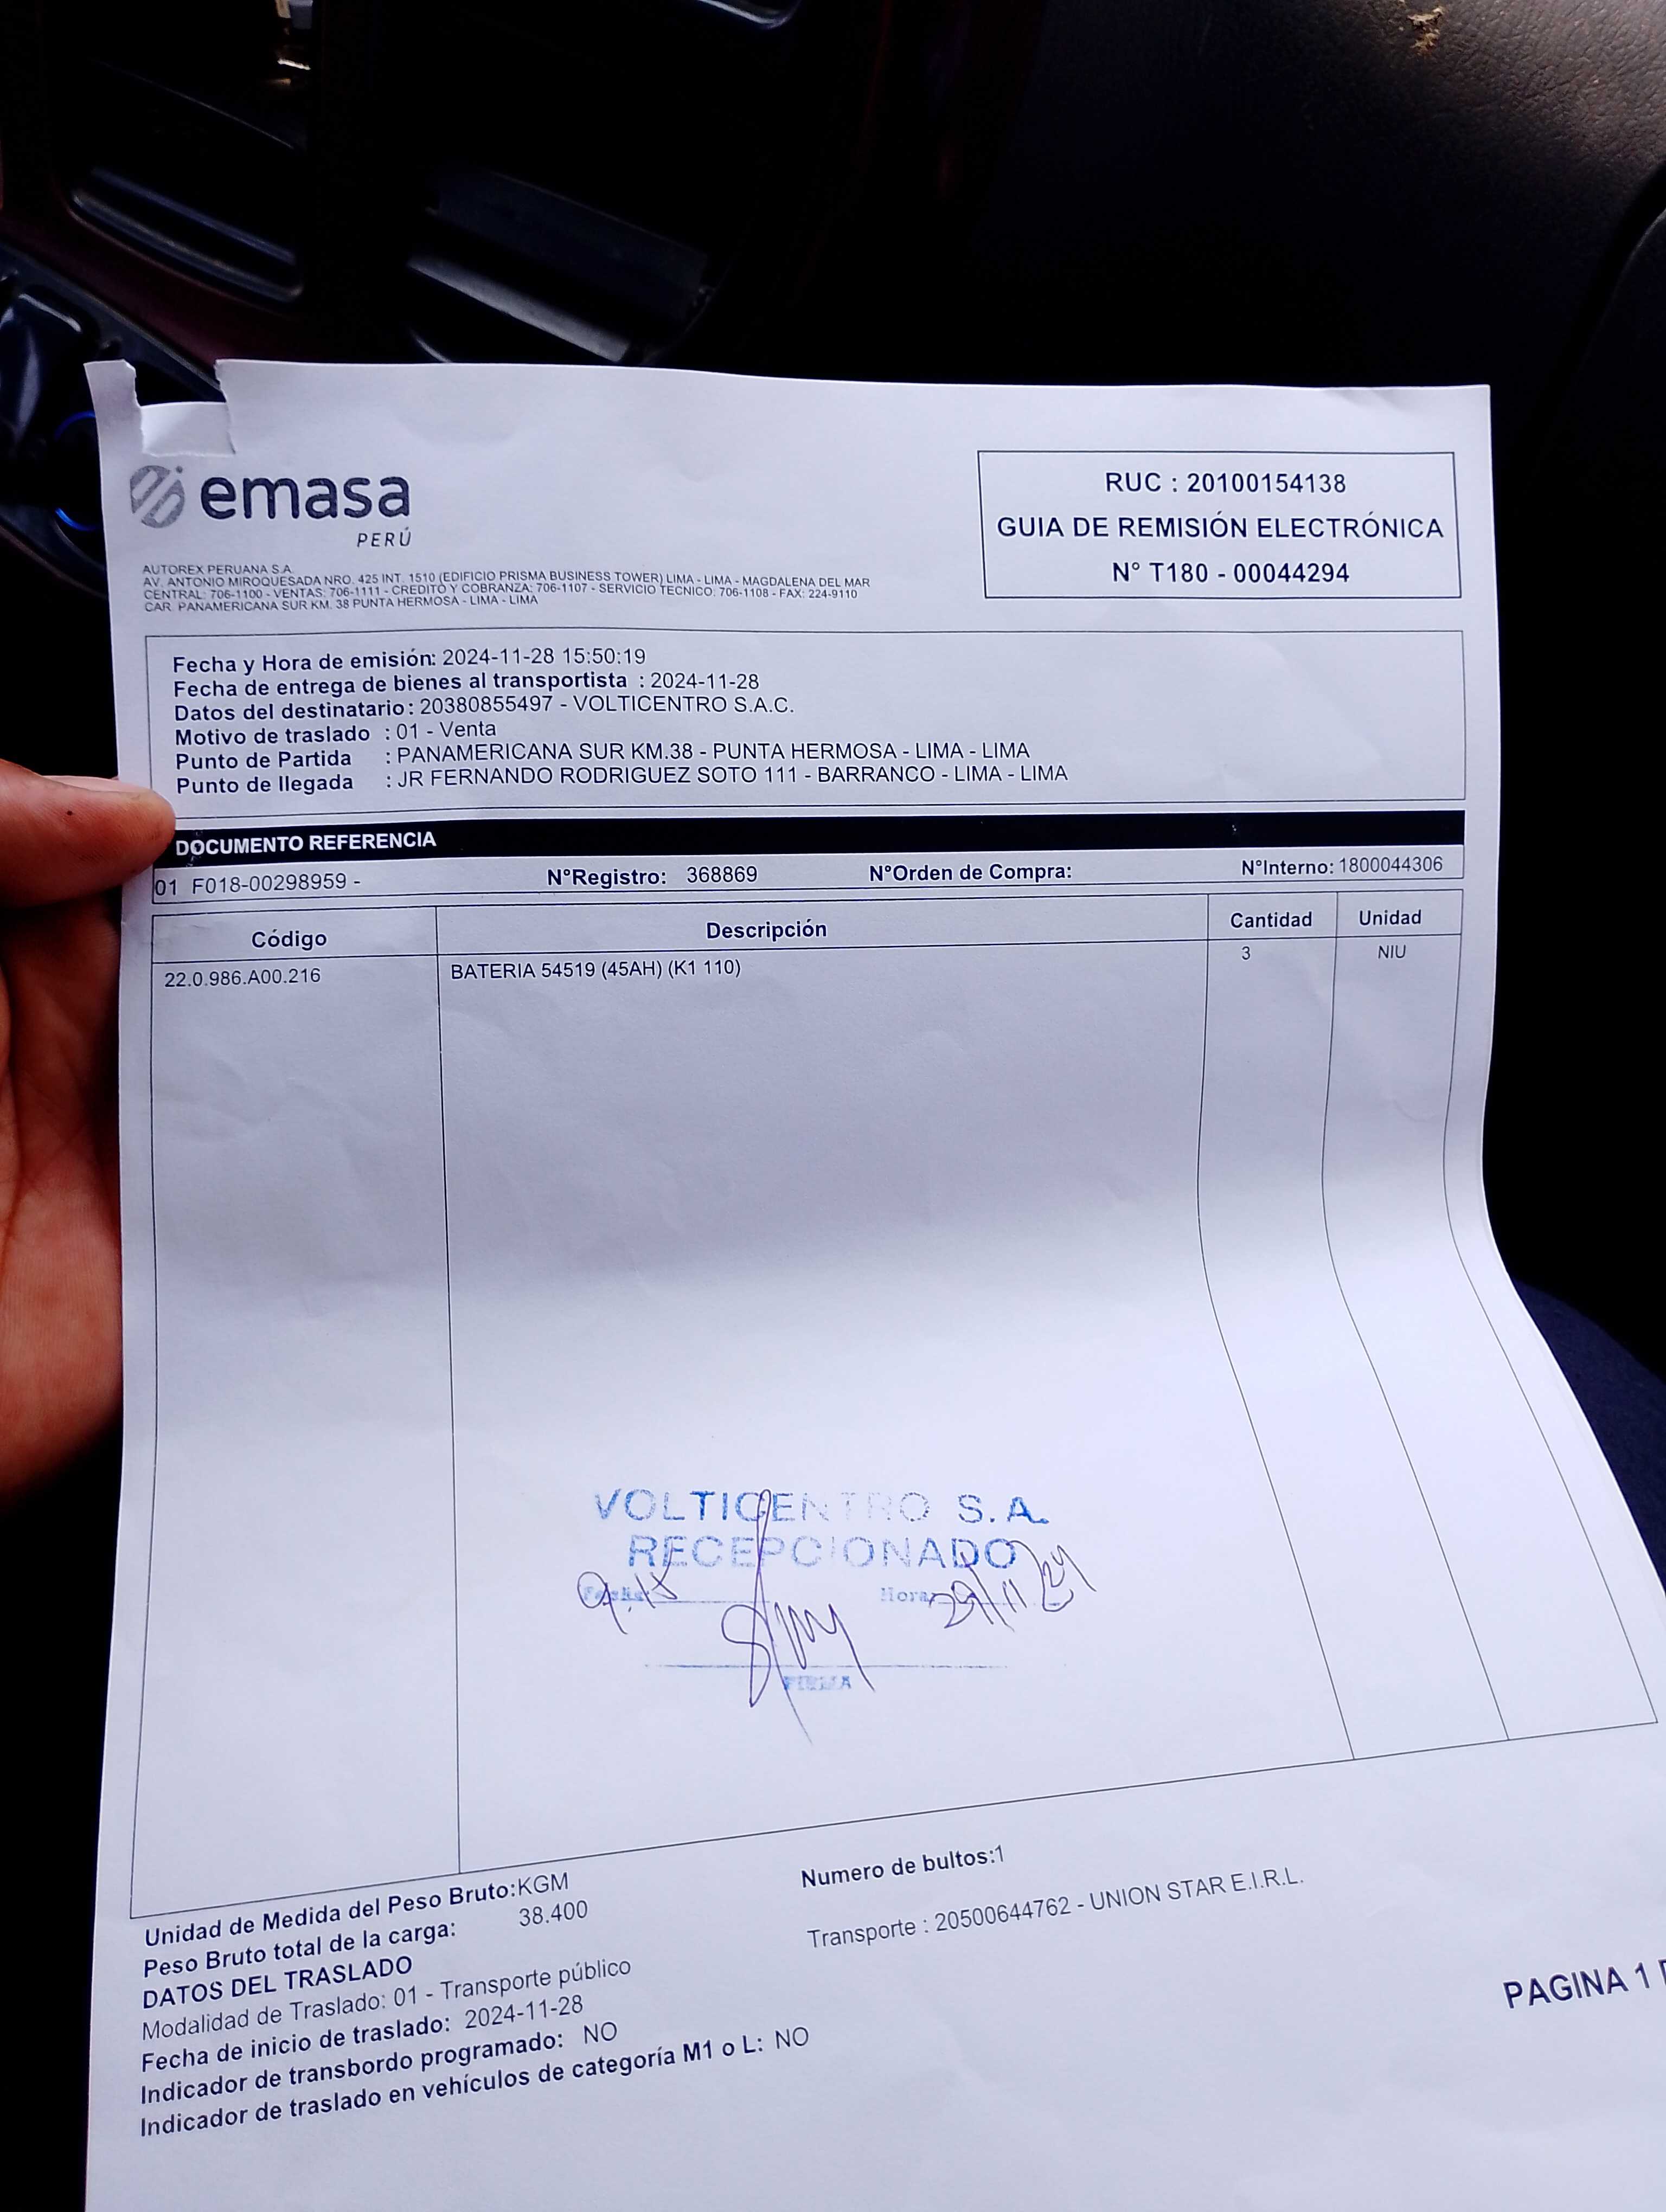 emasa
PERÚ
RUC : 20100154138
GUIA DE REMISIÓN ELECTRÓNICA
N° T180 - 00044294
AUTOREX PERUANA S.A.
AV. ANTONIO MIROQUESADA NRO. 425 INT. 1510 (EDIFICIO PRISMA BUSINESS TOWER) LIMA - LIMA - MAGDALENA DEL MAR
CENTRAL: 706-1100 - VENTAS: 706-1111 - CREDITO Y COBRANZA: 706-1107 - SERVICIO TECNICO: 706-1108 - FAX: 224-9110
CAR. PANAMERICANA SUR KM. 38 PUNTA HERMOSA - LIMA - LIMA
Fecha y Hora de emisión: 2024-11-28 15:50:19
Fecha de entrega de bienes al transportista : 2024-11-28
Datos del destinatario: 20380855497 - VOLTICENTRO S.A.C.
Motivo de traslado : 01 - Venta
Punto de Partida : PANAMERICANA SUR KM.38 - PUNTA HERMOSA - LIMA - LIMA
Punto de llegada : JR FERNANDO RODRIGUEZ SOTO 111 - BARRANCO - LIMA - LIMA
DOCUMENTO REFERENCIA
01 F018-00298959 - N°Registro: 368869 N°Orden de Compra: N°Interno: 1800044306
Código Descripción Cantidad Unidad
22.0.986.A00.216 BATERIA 54519 (45AH) (K1 110) 3 NIU
VOLTICENTRO S.A.
RECEPCIONADO
Fecha: Hora: 29/11/24
FIRMA
Unidad de Medida del Peso Bruto:KGM Numero de bultos:1
Peso Bruto total de la carga: 38.400 Transporte : 20500644762 - UNION STAR E.I.R.L.
DATOS DEL TRASLADO
Modalidad de Traslado: 01 - Transporte público
Fecha de inicio de traslado: 2024-11-28
Indicador de transbordo programado: NO
Indicador de traslado en vehículos de categoría M1 o L: NO
PAGINA 1